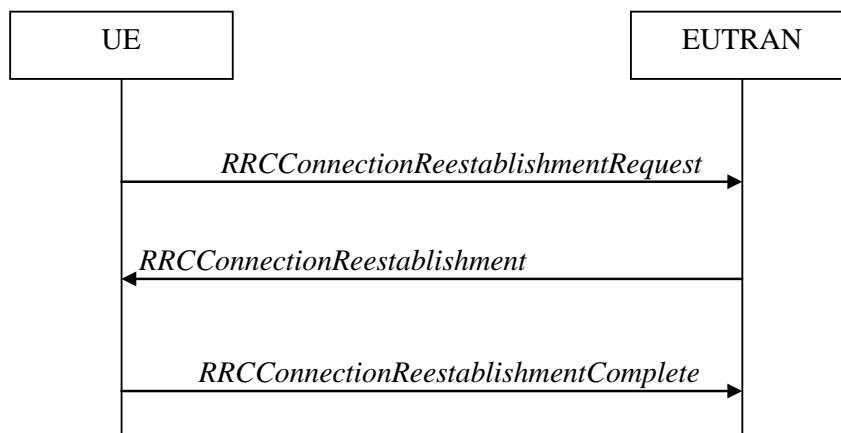 UE
EUTRAN
RRCConnectionReestablishmentRequest
RRCConnectionReestablishment
RRCConnectionReestablishmentComplete